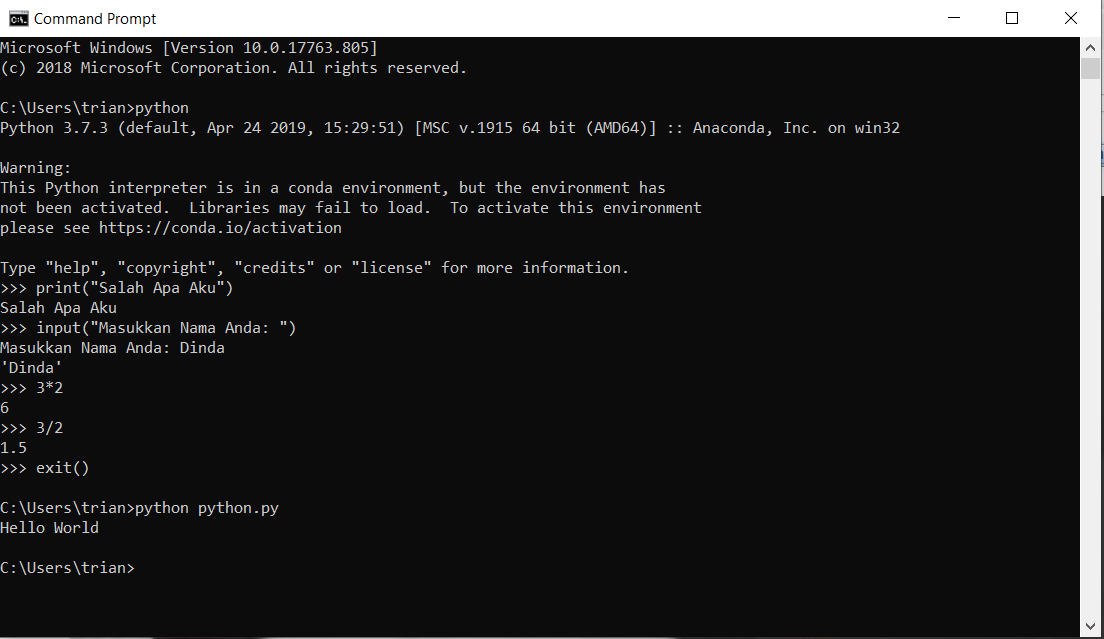 Command Prompt
Microsoft Windows [Version 10.0.17763.805]
(c) 2018 Microsoft Corporation. All rights reserved.
C:\Users\trian>python
Python 3.7.3 (default, Apr 24 2019, 15:29:51) [MSC v.1915 64 bit (AMD64)] :: Anaconda, Inc. on win32
Warning:
This Python interpreter is in a conda environment, but the environment has
not been activated.  Libraries may fail to load.  To activate this environment
please see https://conda.io/activation
Type "help", "copyright", "credits" or "license" for more information.
>>> print("Salah Apa Aku")
Salah Apa Aku
>>> input("Masukkan Nama Anda: ")
Masukkan Nama Anda: Dinda
'Dinda'
>>> 3*2
6
>>> 3/2
1.5
>>> exit()
C:\Users\trian>python python.py
Hello World
C:\Users\trian>